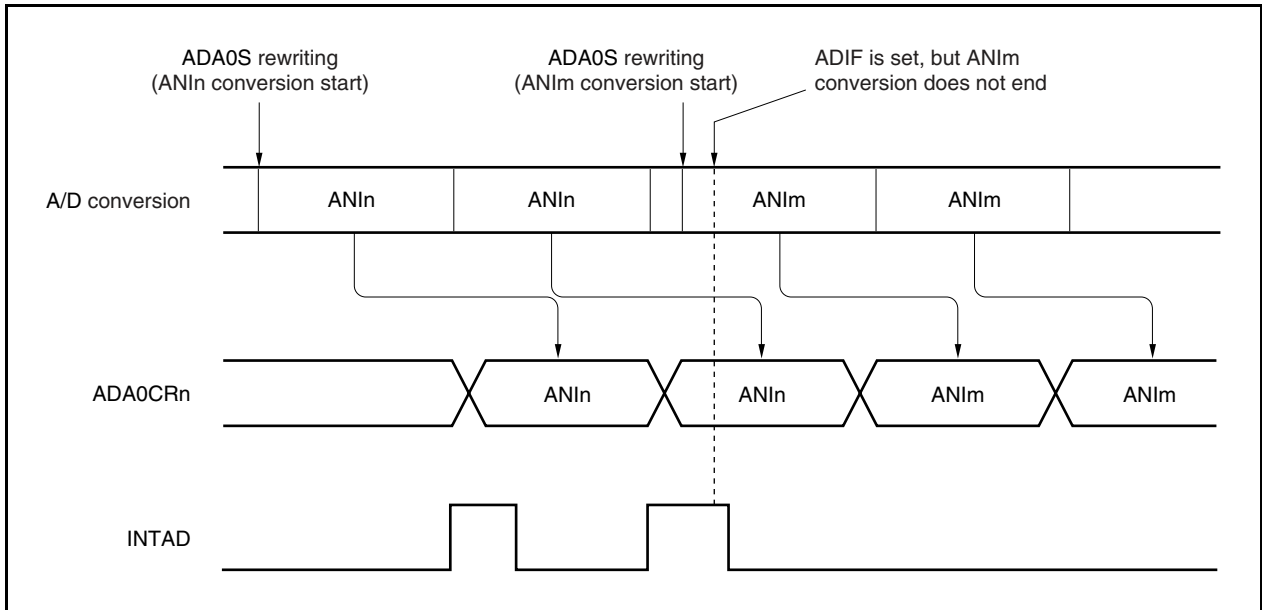 ADA0S rewriting
(ANIn conversion start)
ADA0S rewriting
(ANIm conversion start)
ADIF is set, but ANIm
conversion does not end
A/D conversion
ANIn
ANIn
ANIm
ANIm
ADA0CRn
ANIn
ANIn
ANIm
ANIm
INTAD